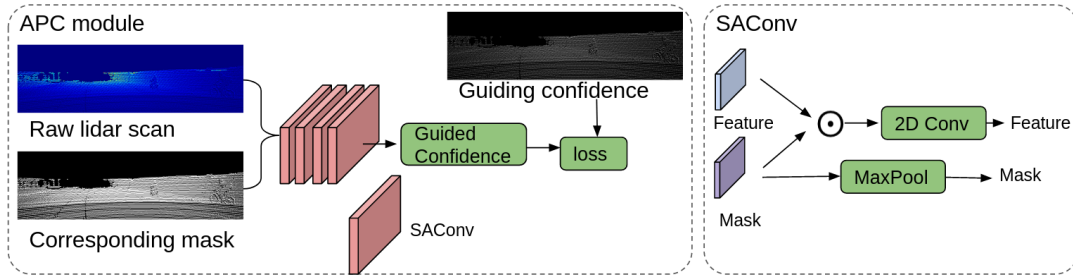 APC module
Raw lidar scan
Corresponding mask
Guiding confidence
Guided
Confidence
loss
SAConv
SAConv
Feature
Mask
2D Conv
Feature
MaxPool
Mask